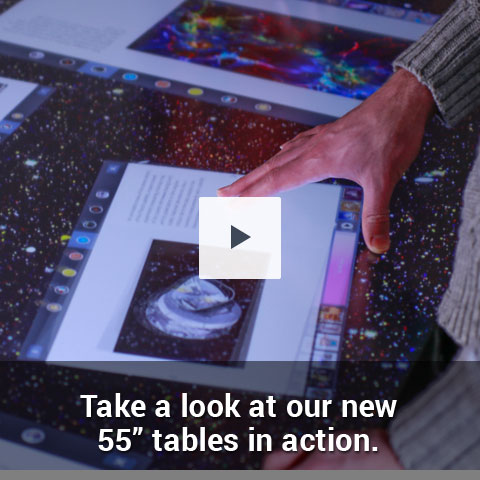 Take a look at our new
55” tables in action.